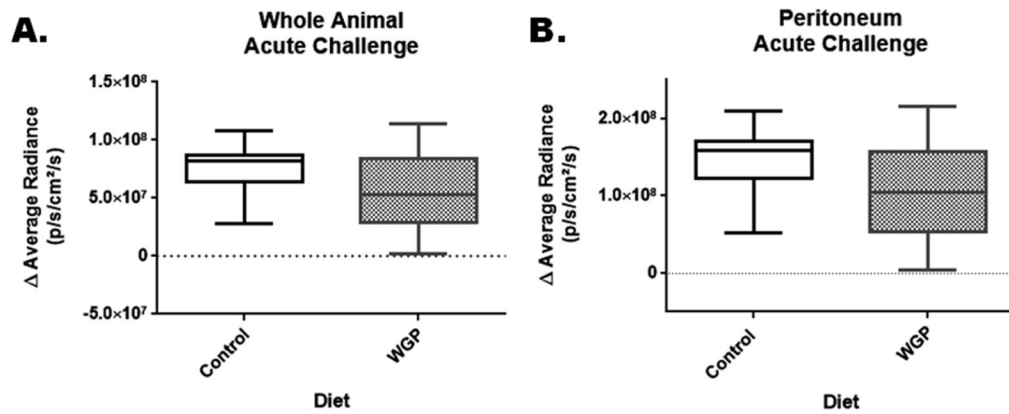 A.
Whole Animal
Acute Challenge
Δ Average Radiance
(p/s/cm²/s)
1.5×10⁸
1.0×10⁸
5.0×10⁷
0
-5.0×10⁷
Control
WGP
Diet
B.
Peritoneum
Acute Challenge
Δ Average Radiance
(p/s/cm²/s)
2.0×10⁸
1.0×10⁸
0
Control
WGP
Diet